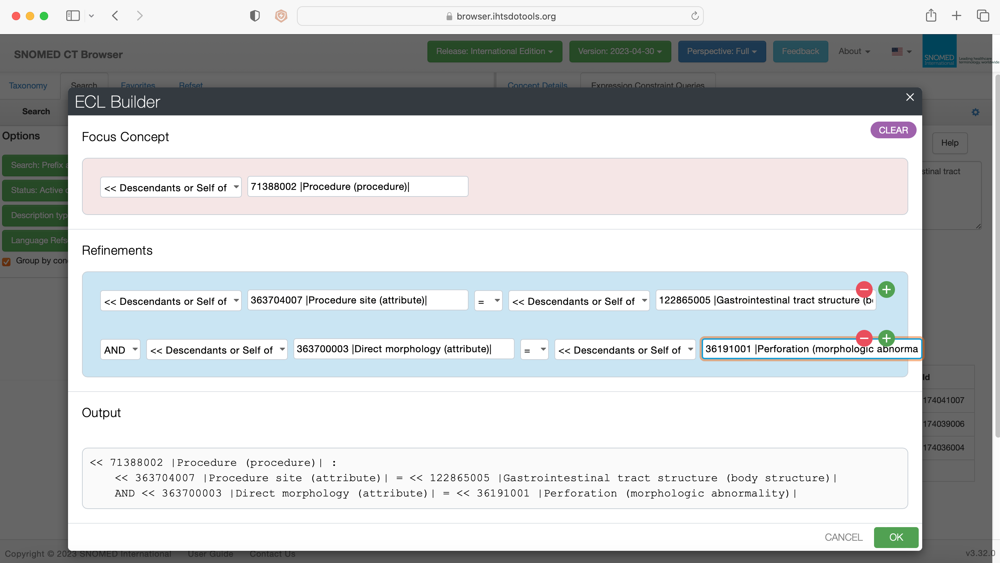 browser.ihtsdotools.org
SNOMED CT Browser
Release: International Edition
Version: 2023-04-30
Perspective: Full
Feedback
About
SNOMED
International
Leading healthcare
terminology, worldwide
Taxonomy
Search
Favorites
Refset
Concept Details
Expression Constraint Queries
ECL Builder
Search
Options
Search: Prefix a
Status: Active c
Description typ
Language Refs
Group by con
CLEAR
Help
stinal tract
Focus Concept
<< Descendants or Self of
71388002 |Procedure (procedure)|
Refinements
<< Descendants or Self of
363704007 |Procedure site (attribute)|
=
<< Descendants or Self of
122865005 |Gastrointestinal tract structure (b
AND
<< Descendants or Self of
363700003 |Direct morphology (attribute)|
=
<< Descendants or Self of
36191001 |Perforation (morphologic abnorma
Id
174041007
174039006
174036004
Output
<< 71388002 |Procedure (procedure)| :
<< 363704007 |Procedure site (attribute)| = << 122865005 |Gastrointestinal tract structure (body structure)|
AND << 363700003 |Direct morphology (attribute)| = << 36191001 |Perforation (morphologic abnormality)|
CANCEL
OK
Copyright © 2023 SNOMED International
User Guide
Contact Us
v3.32.0